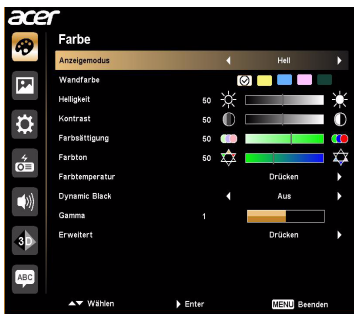 acer
Farbe
Anzeigemodus Hell
Wandfarbe
Helligkeit 50
Kontrast 50
Farbsättigung 50
Farbton 50
Farbtemperatur Drücken
Dynamic Black Aus
Gamma 1
Erweitert Drücken
3D
ABC
Wählen Enter MENU Beenden